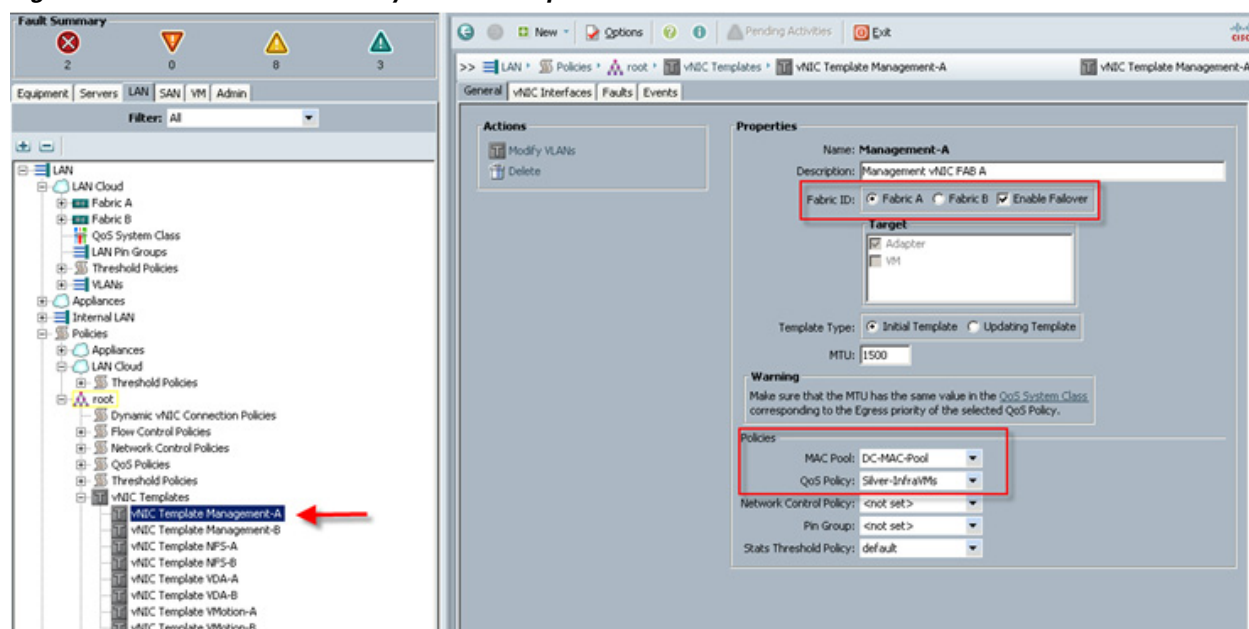 Fault Summary
2 0 8 3
Equipment Servers LAN SAN VM Admin
Filter: All
LAN
LAN Cloud
Fabric A
Fabric B
QoS System Class
LAN Pin Groups
Threshold Policies
VLANs
Appliances
Internal LAN
Policies
Appliances
LAN Cloud
Threshold Policies
root
Dynamic vNIC Connection Policies
Flow Control Policies
Network Control Policies
QoS Policies
Threshold Policies
vNIC Templates
vNIC Template Management-A
vNIC Template Management-B
vNIC Template NFS-A
vNIC Template NFS-B
vNIC Template VDA-A
vNIC Template VDA-B
vNIC Template VMotion-A
vNIC Template VMotion-B
New Options Pending Activities Exit
CISCO
>> LAN Policies root vNIC Templates vNIC Template Management-A vNIC Template Management-A
General vNIC Interfaces Faults Events
Actions
Modify VLANs
Delete
Properties
Name: Management-A
Description: Management vNIC FAB A
Fabric ID: Fabric A Fabric B Enable Failover
Target
Adapter
VM
Template Type: Initial Template Updating Template
MTU: 1500
Warning
Make sure that the MTU has the same value in the QoS System Class
corresponding to the Egress priority of the selected QoS Policy.
Policies
MAC Pool: DC-MAC-Pool
QoS Policy: Silver-InfraVMs
Network Control Policy: <not set>
Pin Group: <not set>
Stats Threshold Policy: default